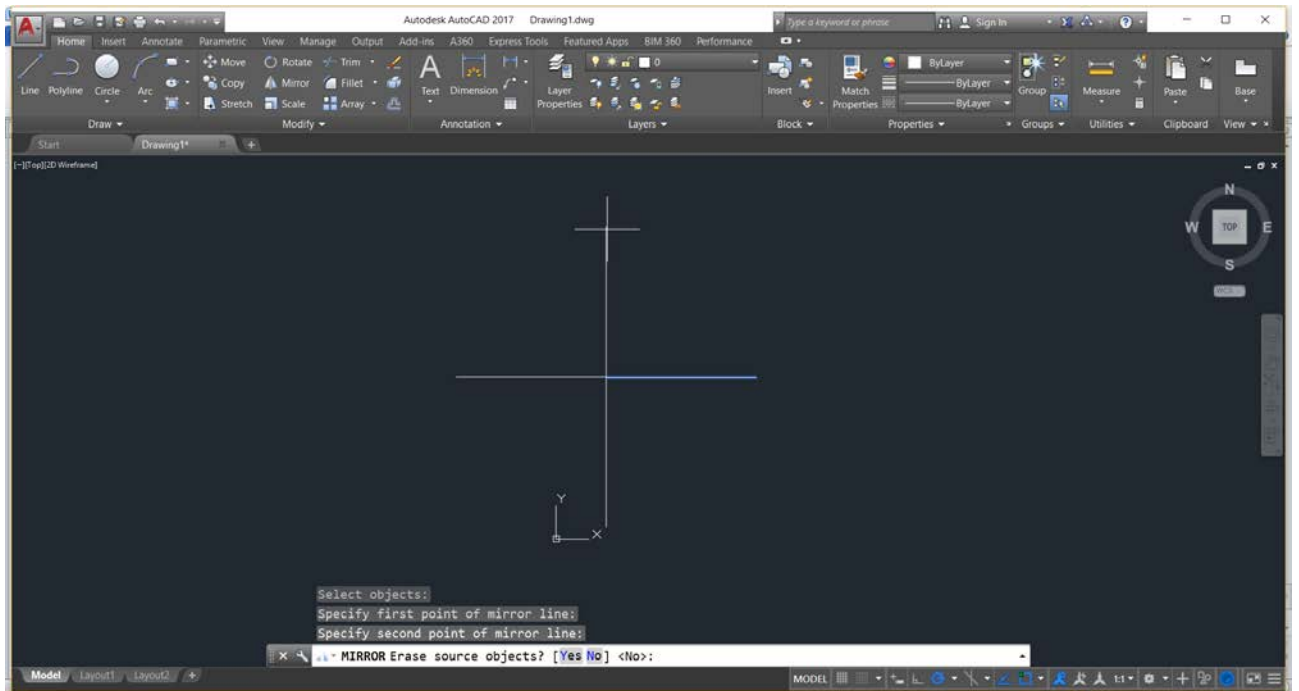 Autodesk AutoCAD 2017 Drawing1.dwg Type a keyword or phrase Sign In
Home Insert Annotate Parametric View Manage Output Add-ins A360 Express Tools Featured Apps BIM 360 Performance
Move Rotate Trim 0 ByLayer
Line Polyline Circle Arc Copy Mirror Fillet Text Dimension Layer Properties Insert Match Properties ByLayer Group Measure Paste Base
Stretch Scale Array ByLayer
Draw Modify Annotation Layers Block Properties Groups Utilities Clipboard View
Start Drawing1*
[-][Top][2D Wireframe]
N
W TOP E
S
WCS
Y
X
Select objects:
Specify first point of mirror line:
Specify second point of mirror line:
MIRROR Erase source objects? [Yes No] <No>:
Model Layout1 Layout2 + MODEL 1:1